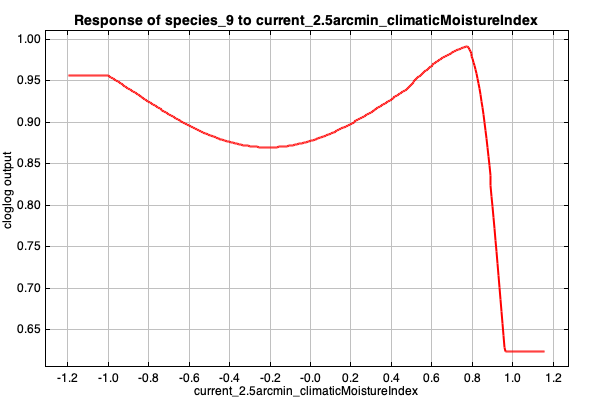 Response of species_9 to current_2.5arcmin_climaticMoistureIndex
1.00
0.95
0.90
0.85
0.80
0.75
0.70
0.65
cloglog output
-1.2 -1.0 -0.8 -0.6 -0.4 -0.2 -0.0 0.2 0.4 0.6 0.8 1.0 1.2
current_2.5arcmin_climaticMoistureIndex